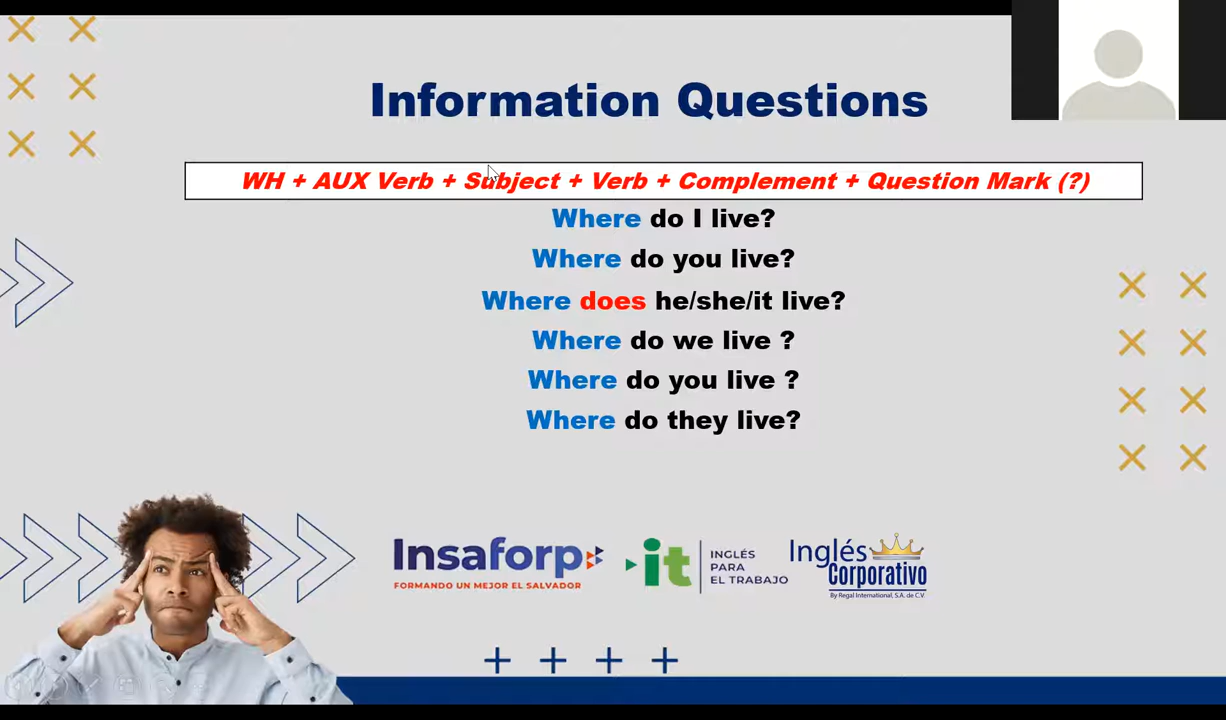 Information Questions
WH + AUX Verb + Subject + Verb + Complement + Question Mark (?)
Where do I live?
Where do you live?
Where does he/she/it live?
Where do we live ?
Where do you live ?
Where do they live?
Insaforp
FORMANDO UN MEJOR EL SALVADOR
it
INGLÉS
PARA
EL TRABAJO
Inglés
Corporativo
By Regal International, S.A. de C.V.